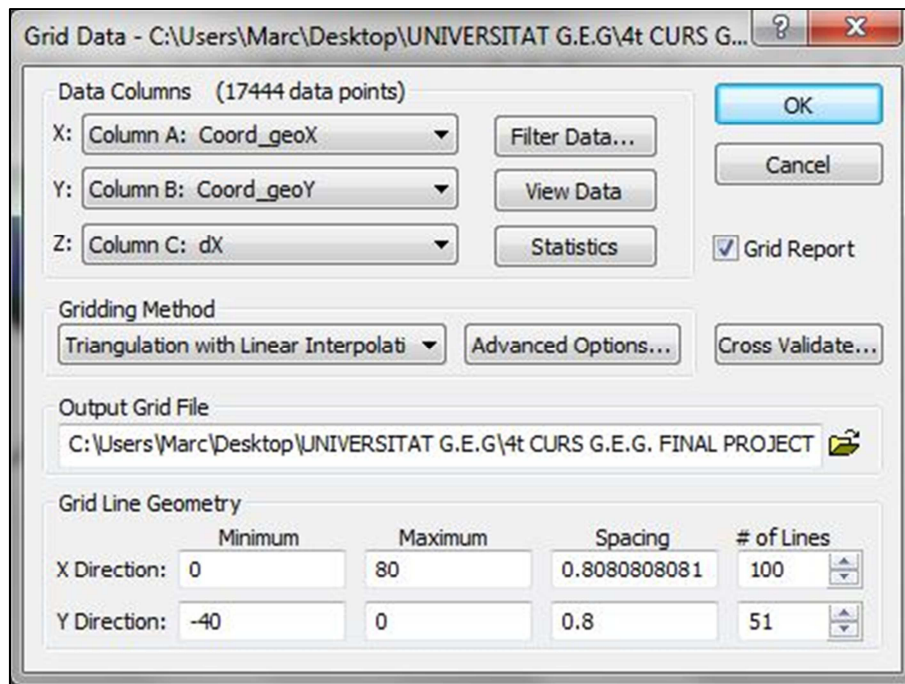 Grid Data - C:\Users\Marc\Desktop\UNIVERSITAT G.E.G\4t CURS G...
Data Columns (17444 data points)
X: Column A: Coord_geoX
Filter Data...
Y: Column B: Coord_geoY
View Data
Z: Column C: dX
Statistics
OK
Cancel
Grid Report
Gridding Method
Triangulation with Linear Interpolati
Advanced Options...
Cross Validate...
Output Grid File
C:\Users\Marc\Desktop\UNIVERSITAT G.E.G\4t CURS G.E.G. FINAL PROJECT
Grid Line Geometry
Minimum Maximum Spacing # of Lines
X Direction: 0 80 0.8080808081 100
Y Direction: -40 0 0.8 51